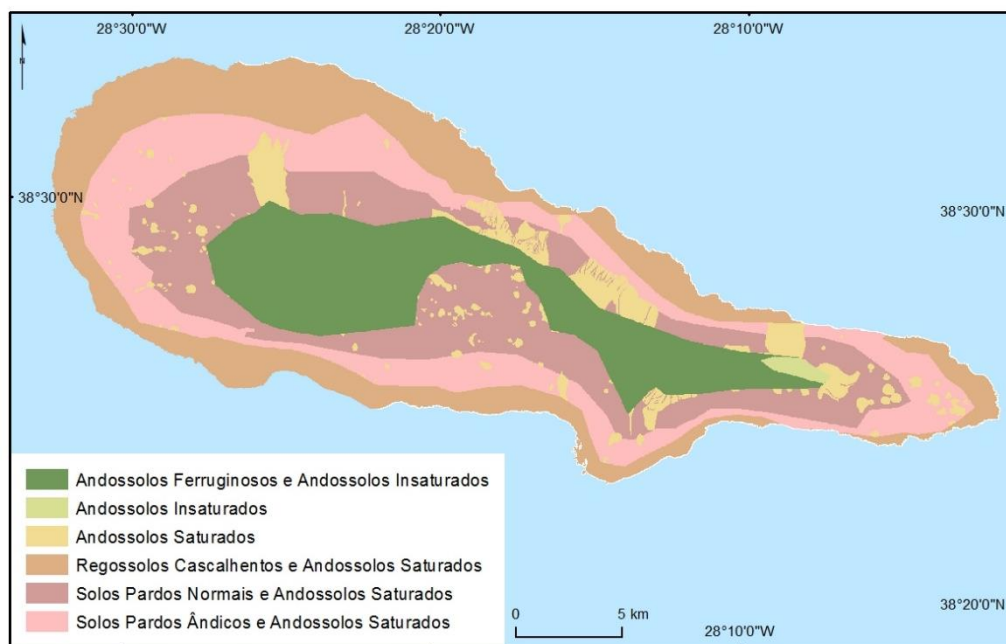 28°30'0"W
28°20'0"W
28°10'0"W
N
38°30'0"N
38°30'0"N
Andossolos Ferruginosos e Andossolos Insaturados
Andossolos Insaturados
Andossolos Saturados
Regossolos Cascalhentos e Andossolos Saturados
Solos Pardos Normais e Andossolos Saturados
Solos Pardos Ândicos e Andossolos Saturados
0 5 km
38°20'0"N
28°10'0"W